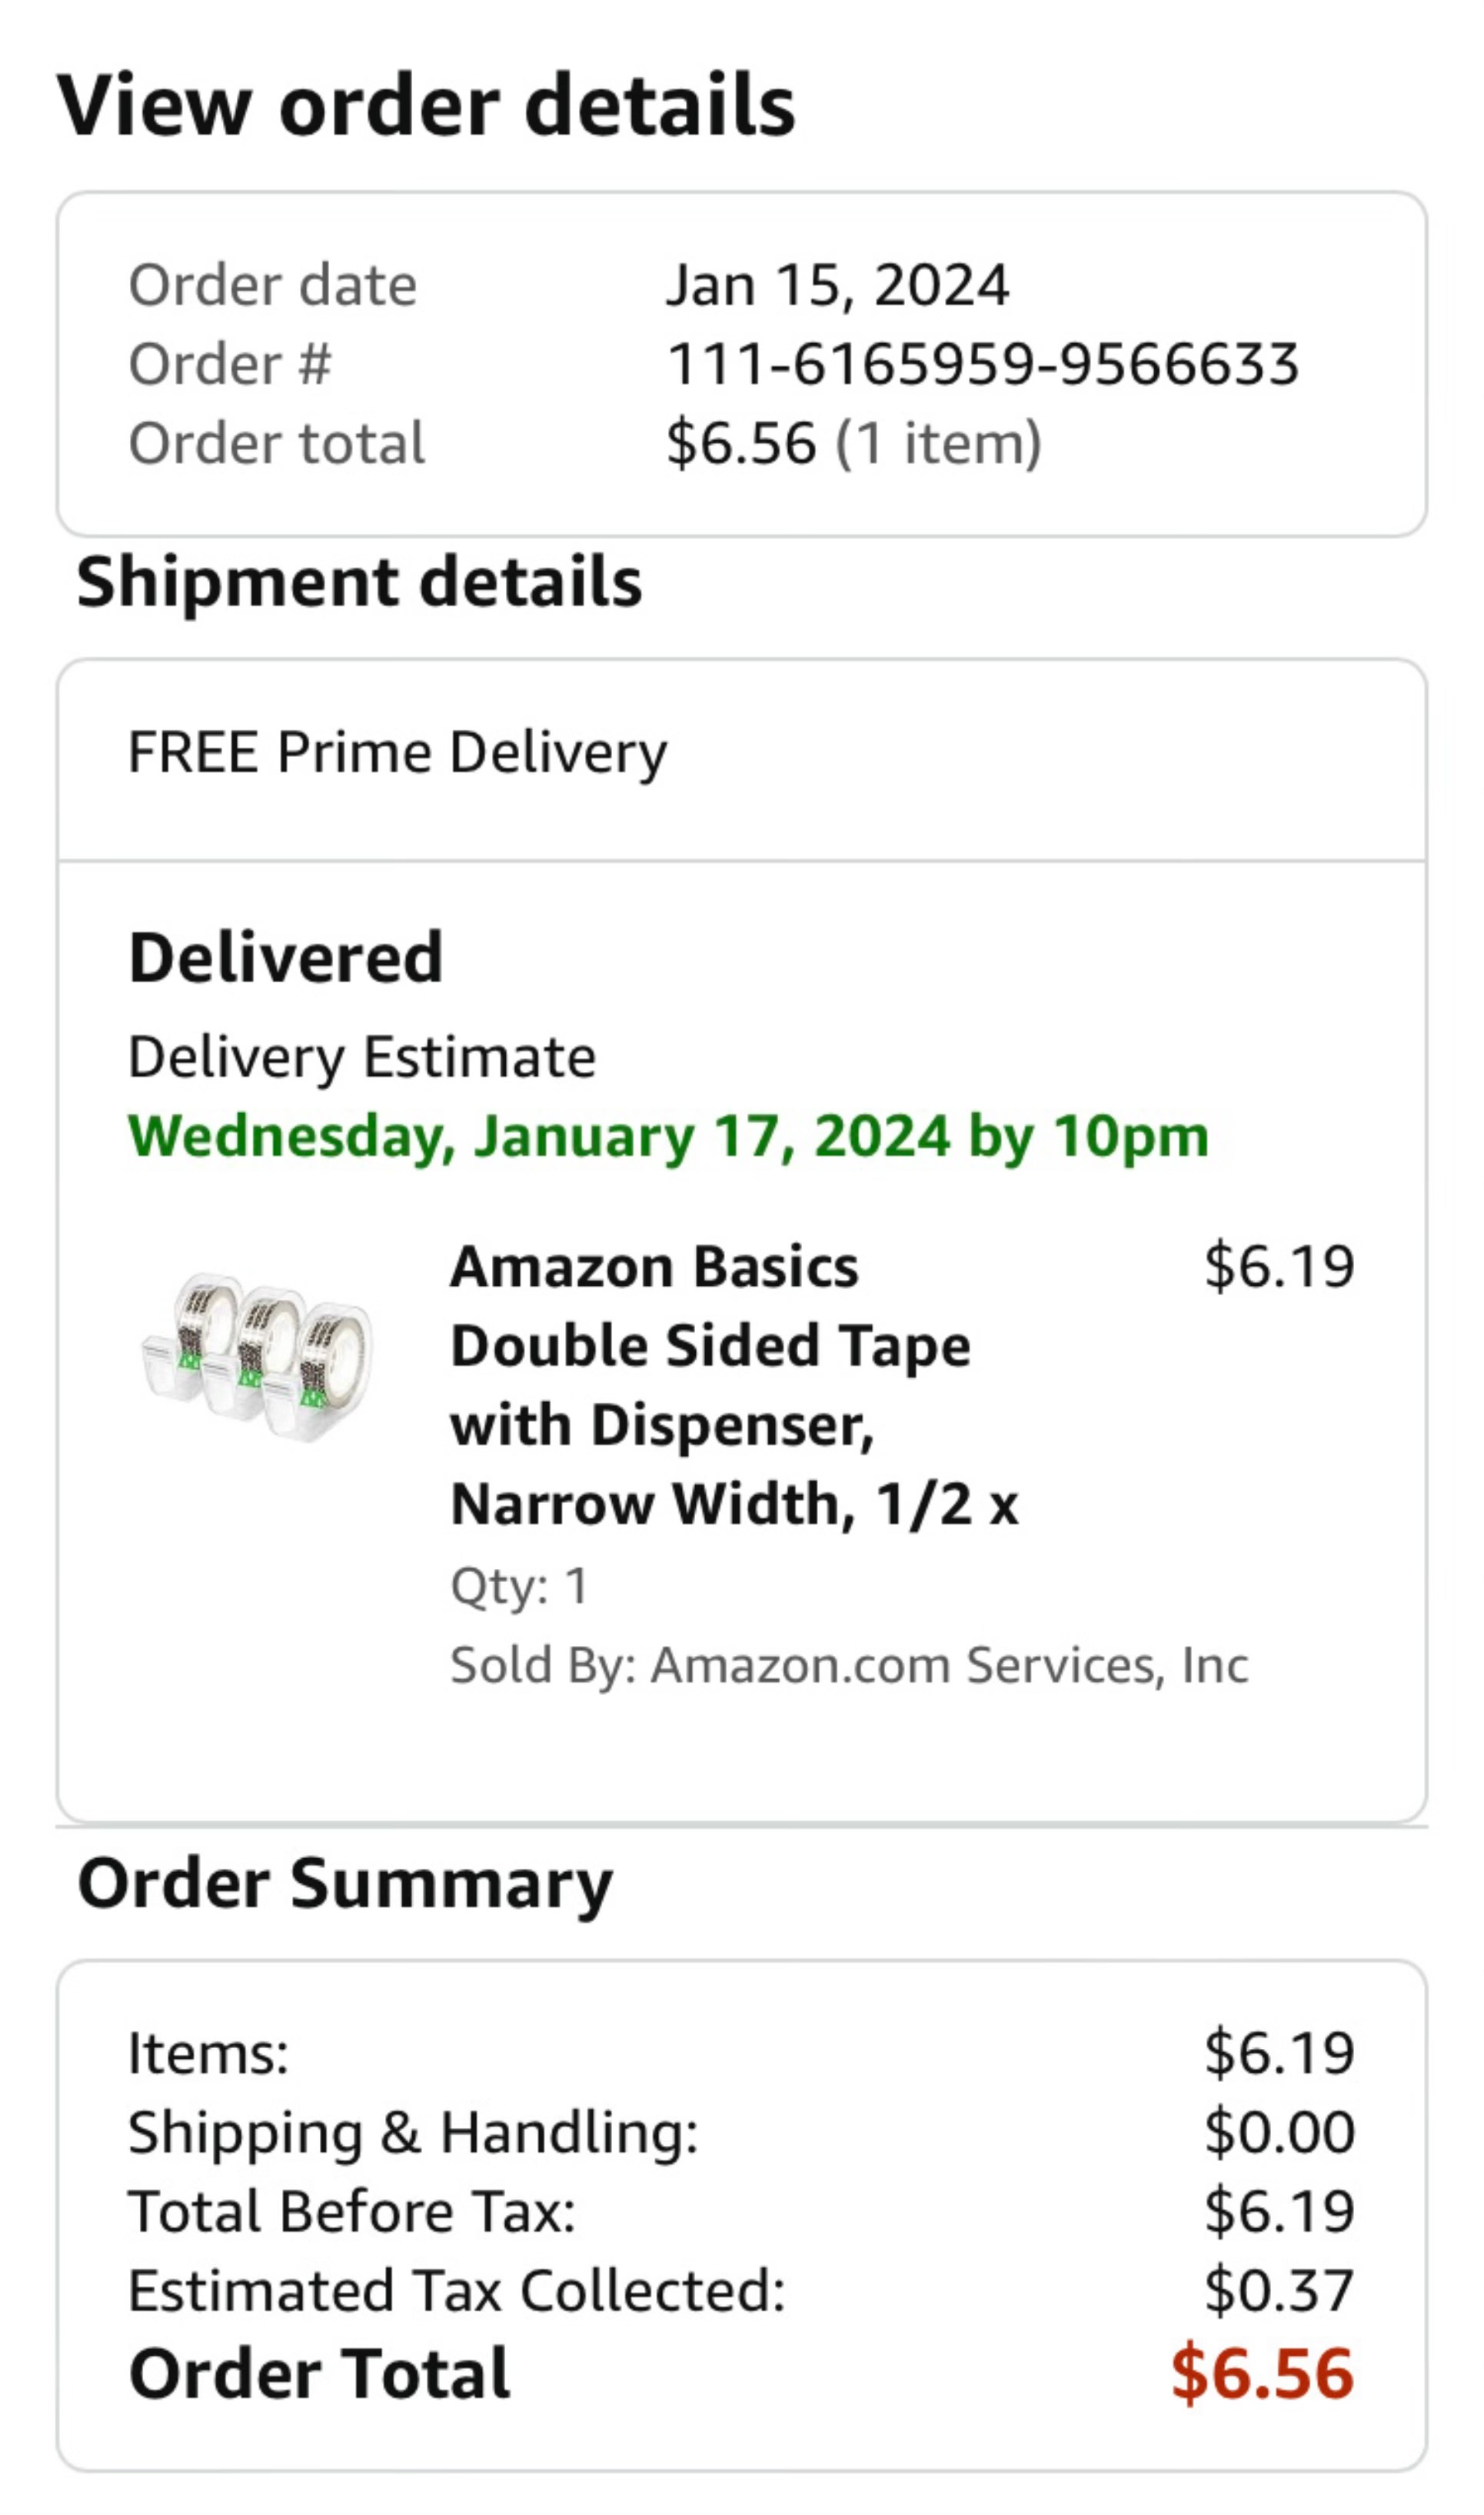 View order details
Order date Jan 15, 2024
Order # 111-6165959-9566633
Order total $6.56 (1 item)
Shipment details
FREE Prime Delivery
Delivered
Delivery Estimate
Wednesday, January 17, 2024 by 10pm
Amazon Basics $6.19
Double Sided Tape
with Dispenser,
Narrow Width, 1/2 x
Qty: 1
Sold By: Amazon.com Services, Inc
Order Summary
Items: $6.19
Shipping & Handling: $0.00
Total Before Tax: $6.19
Estimated Tax Collected: $0.37
Order Total $6.56